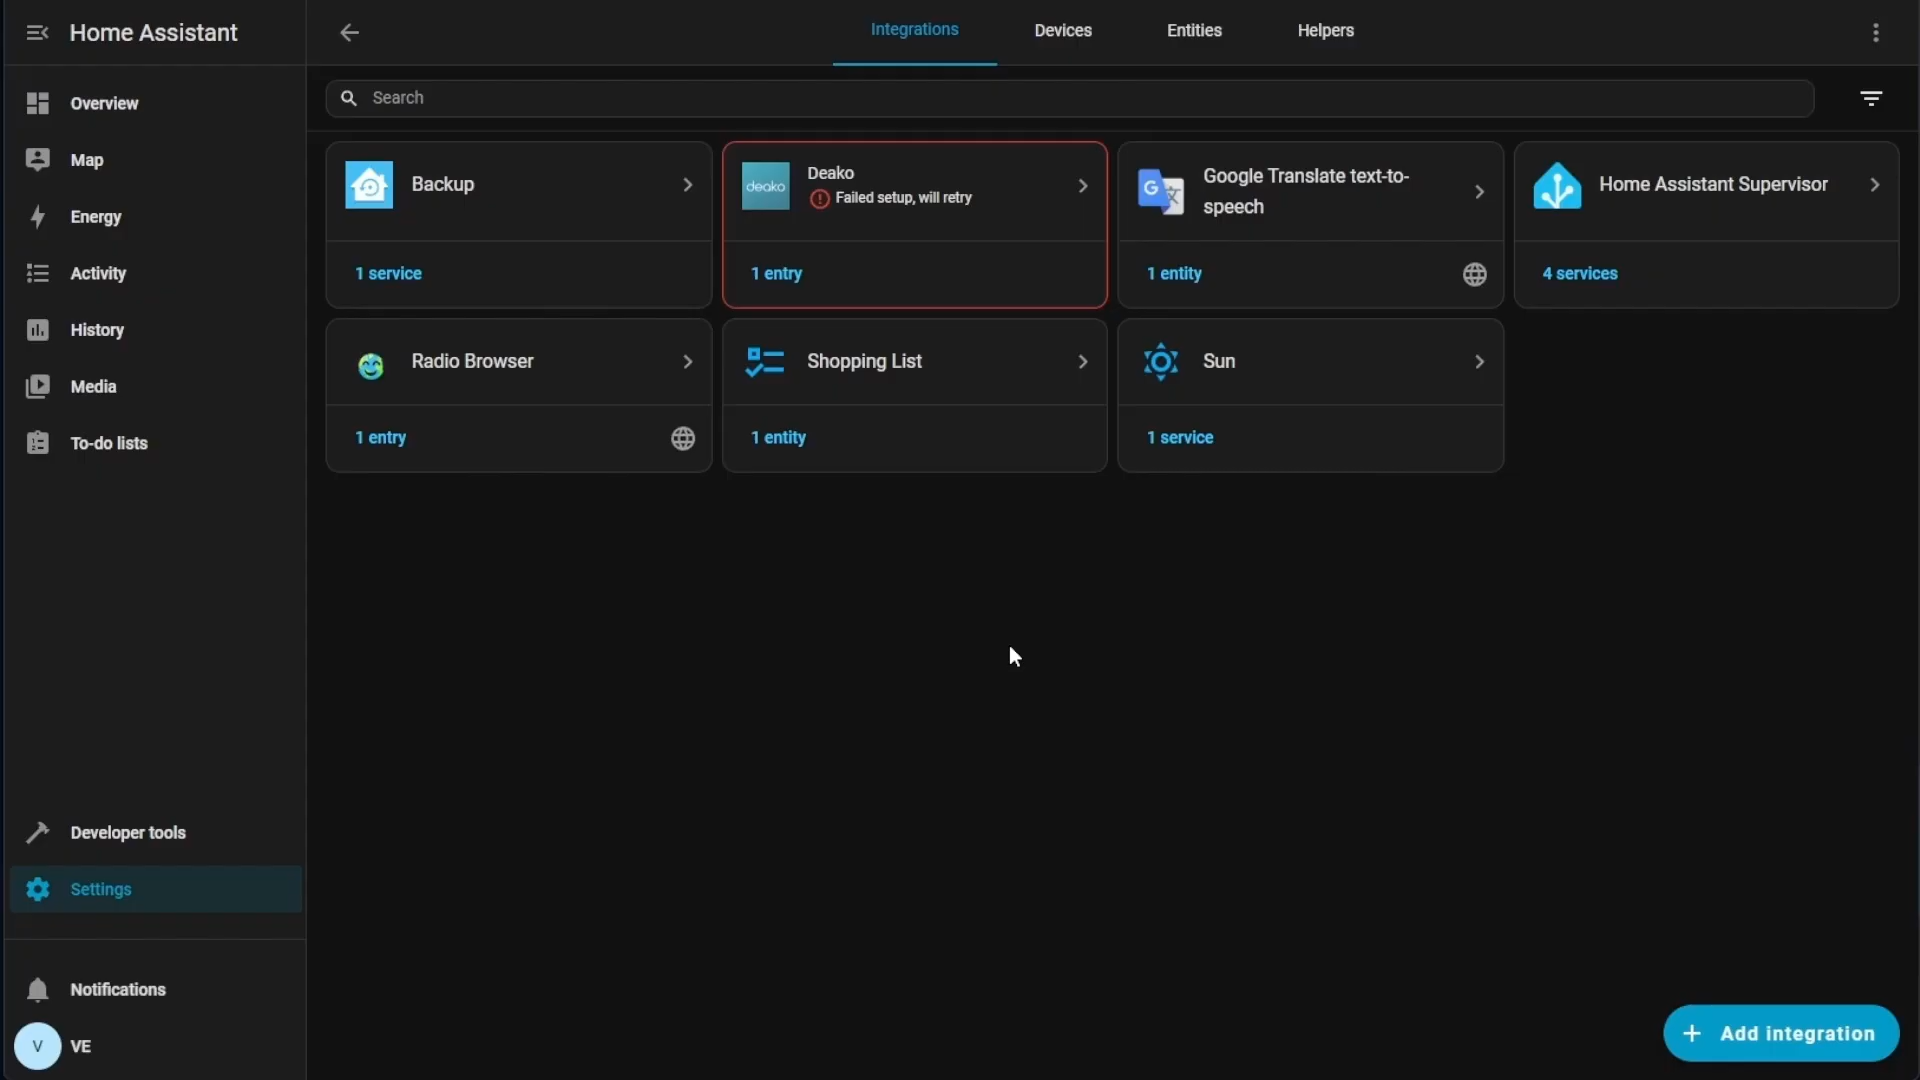 Home Assistant
Integrations
Devices
Entities
Helpers
Overview
Map
Energy
Activity
History
Media
To-do lists
Developer tools
Settings
Notifications
V
VE
Search
Backup
1 service
deako
Deako
Failed setup, will retry
1 entry
G
Google Translate text-to-
speech
1 entity
Home Assistant Supervisor
4 services
Radio Browser
1 entry
Shopping List
1 entity
Sun
1 service
Add integration